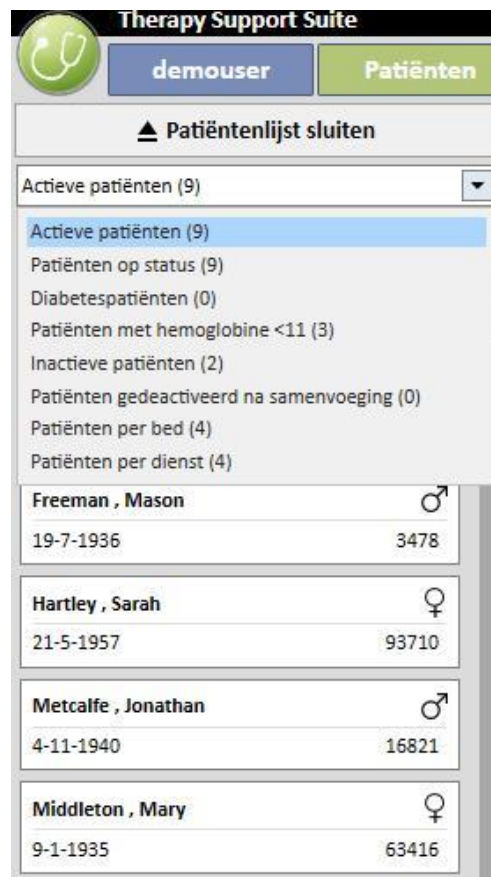 Therapy Support Suite
demouser Patiënten
Patiëntenlijst sluiten
Actieve patiënten (9)
Actieve patiënten (9)
Patiënten op status (9)
Diabetespatiënten (0)
Patiënten met hemoglobine <11 (3)
Inactieve patiënten (2)
Patiënten gedeactiveerd na samenvoeging (0)
Patiënten per bed (4)
Patiënten per dienst (4)
Freeman , Mason
19-7-1936 3478
Hartley , Sarah
21-5-1957 93710
Metcalfe , Jonathan
4-11-1940 16821
Middleton , Mary
9-1-1935 63416